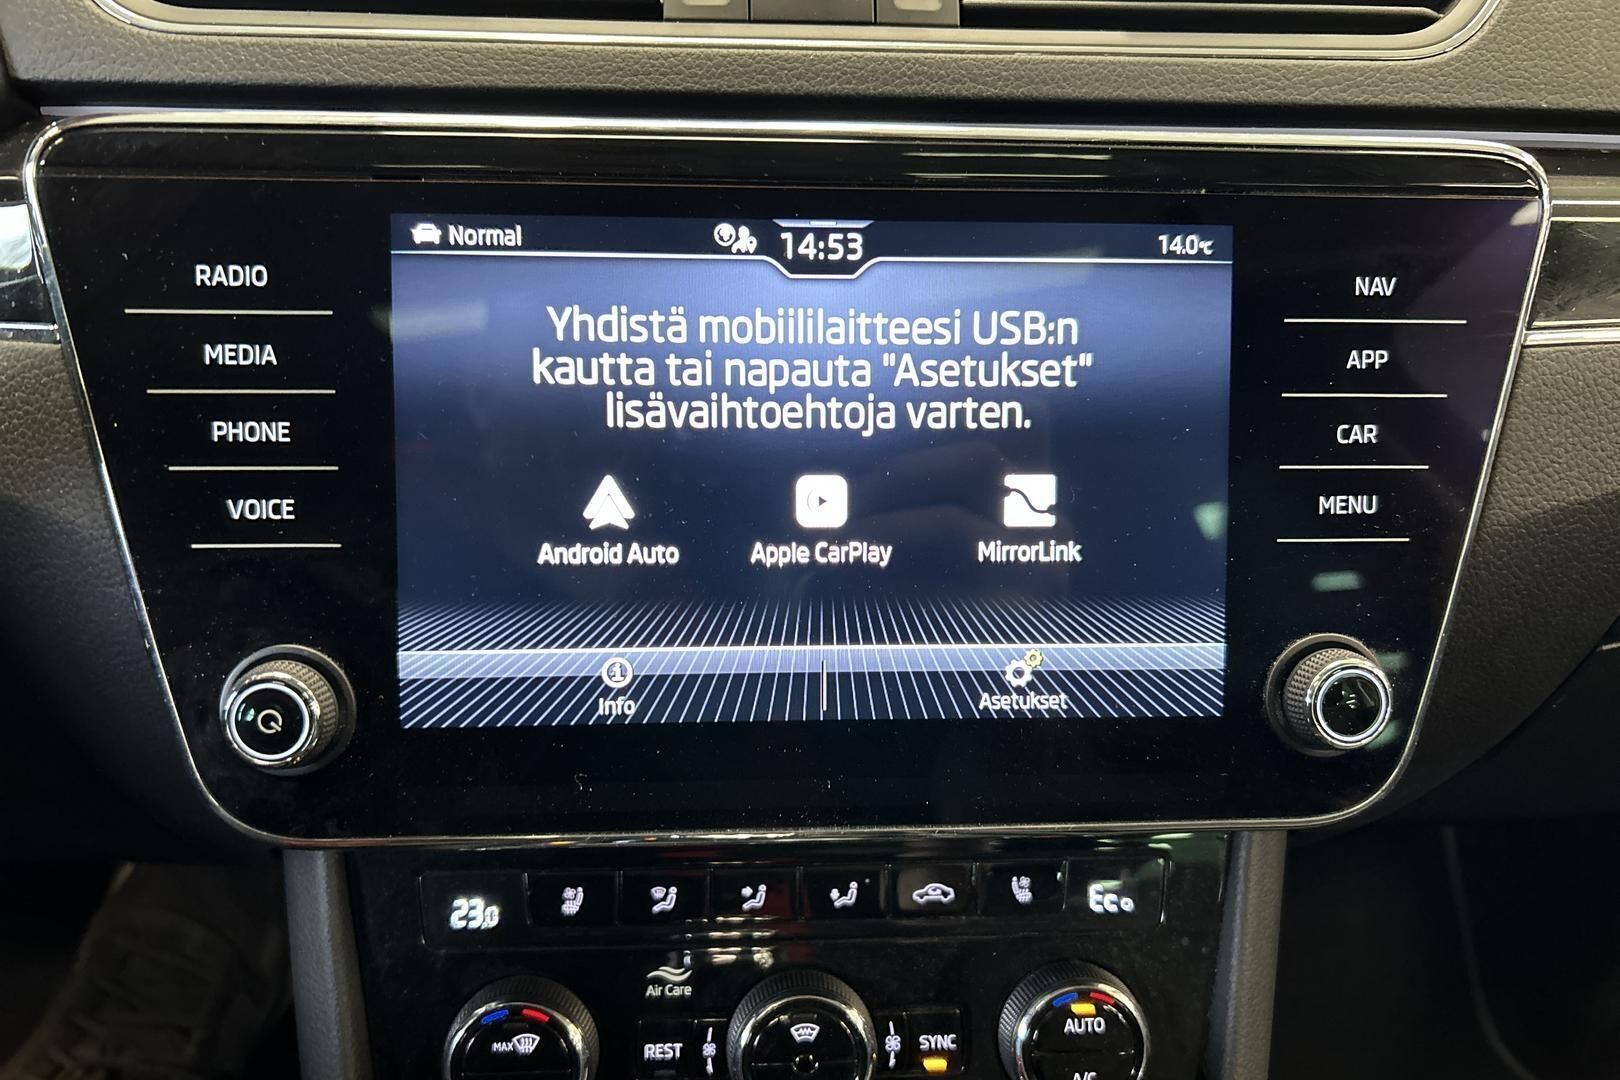 Normal
14:53
14.0°C
RADIO
MEDIA
PHONE
VOICE
Yhdistä mobiililaitteesi USB:n
kautta tai napauta "Asetukset"
lisävaihtoehtoja varten.
Android Auto
Apple CarPlay
MirrorLink
Info
Asetukset
NAV
APP
CAR
MENU
23.0
Eco
Air Care
MAX
REST
SYNC
AUTO
A/C